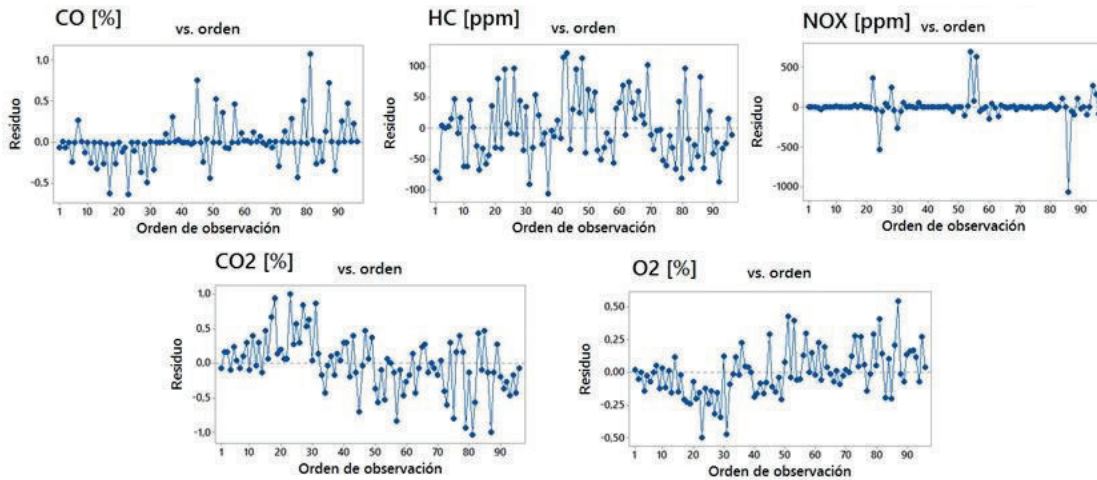 CO [%]
vs. orden
1,0
0,5
0,0
-0,5
Residuo
1 10 20 30 40 50 60 70 80 90
Orden de observación
HC [ppm]
vs. orden
100
50
0
-50
-100
Residuo
1 10 20 30 40 50 60 70 80 90
Orden de observación
NOX [ppm]
vs. orden
500
0
-500
-1000
Residuo
1 10 20 30 40 50 60 70 80 90
Orden de observación
CO2 [%]
vs. orden
1,0
0,5
0,0
-0,5
-1,0
Residuo
1 10 20 30 40 50 60 70 80 90
Orden de observación
O2 [%]
vs. orden
0,50
0,25
0,00
-0,25
-0,50
Residuo
1 10 20 30 40 50 60 70 80 90
Orden de observación